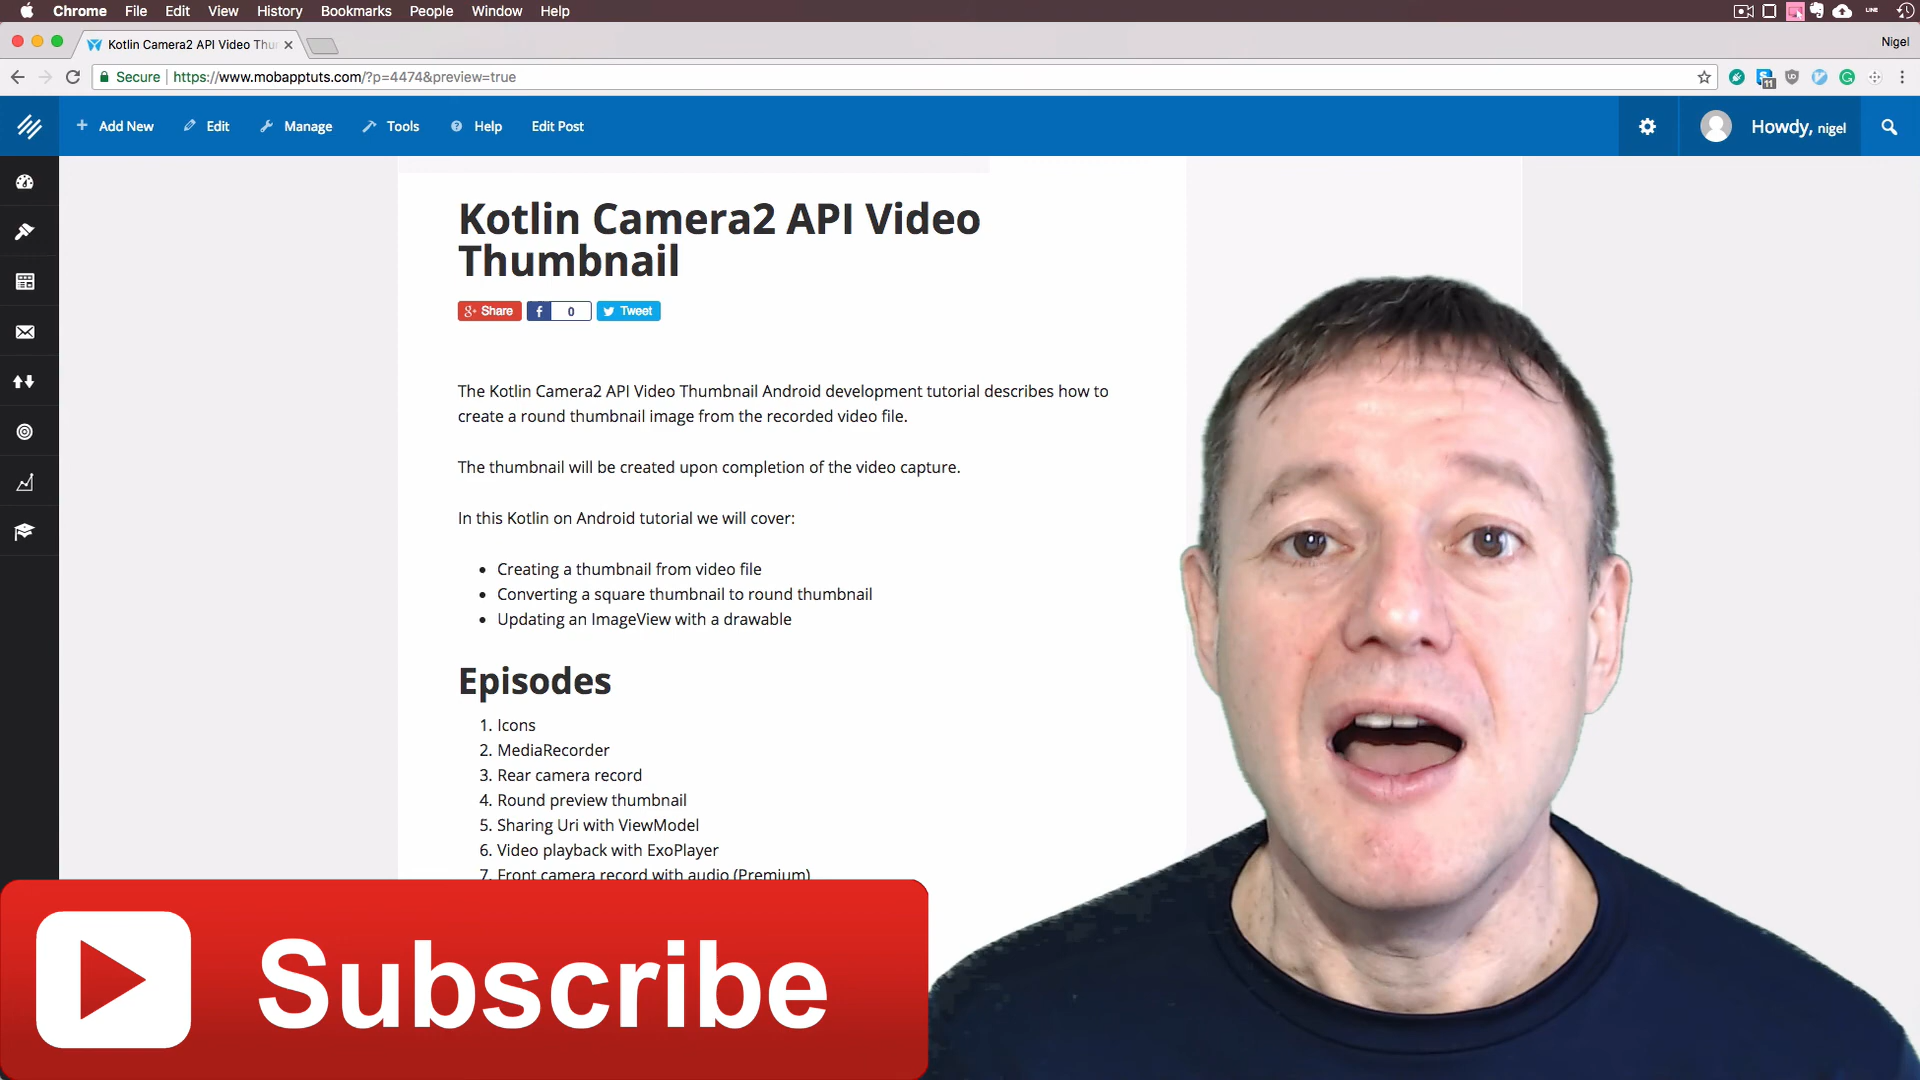 Chrome File Edit View History Bookmarks People Window Help
LINE
Kotlin Camera2 API Video Thu
Nigel
Secure https://www.mobapptuts.com/?p=4474&preview=true
11
Add New Edit Manage Tools Help Edit Post
Howdy, nigel
Kotlin Camera2 API Video
Thumbnail
Share 0 Tweet
The Kotlin Camera2 API Video Thumbnail Android development tutorial describes how to
create a round thumbnail image from the recorded video file.
The thumbnail will be created upon completion of the video capture.
In this Kotlin on Android tutorial we will cover:
• Creating a thumbnail from video file
• Converting a square thumbnail to round thumbnail
• Updating an ImageView with a drawable
Episodes
1. Icons
2. MediaRecorder
3. Rear camera record
4. Round preview thumbnail
5. Sharing Uri with ViewModel
6. Video playback with ExoPlayer
7. Front camera record with audio (Premium)
Subscribe